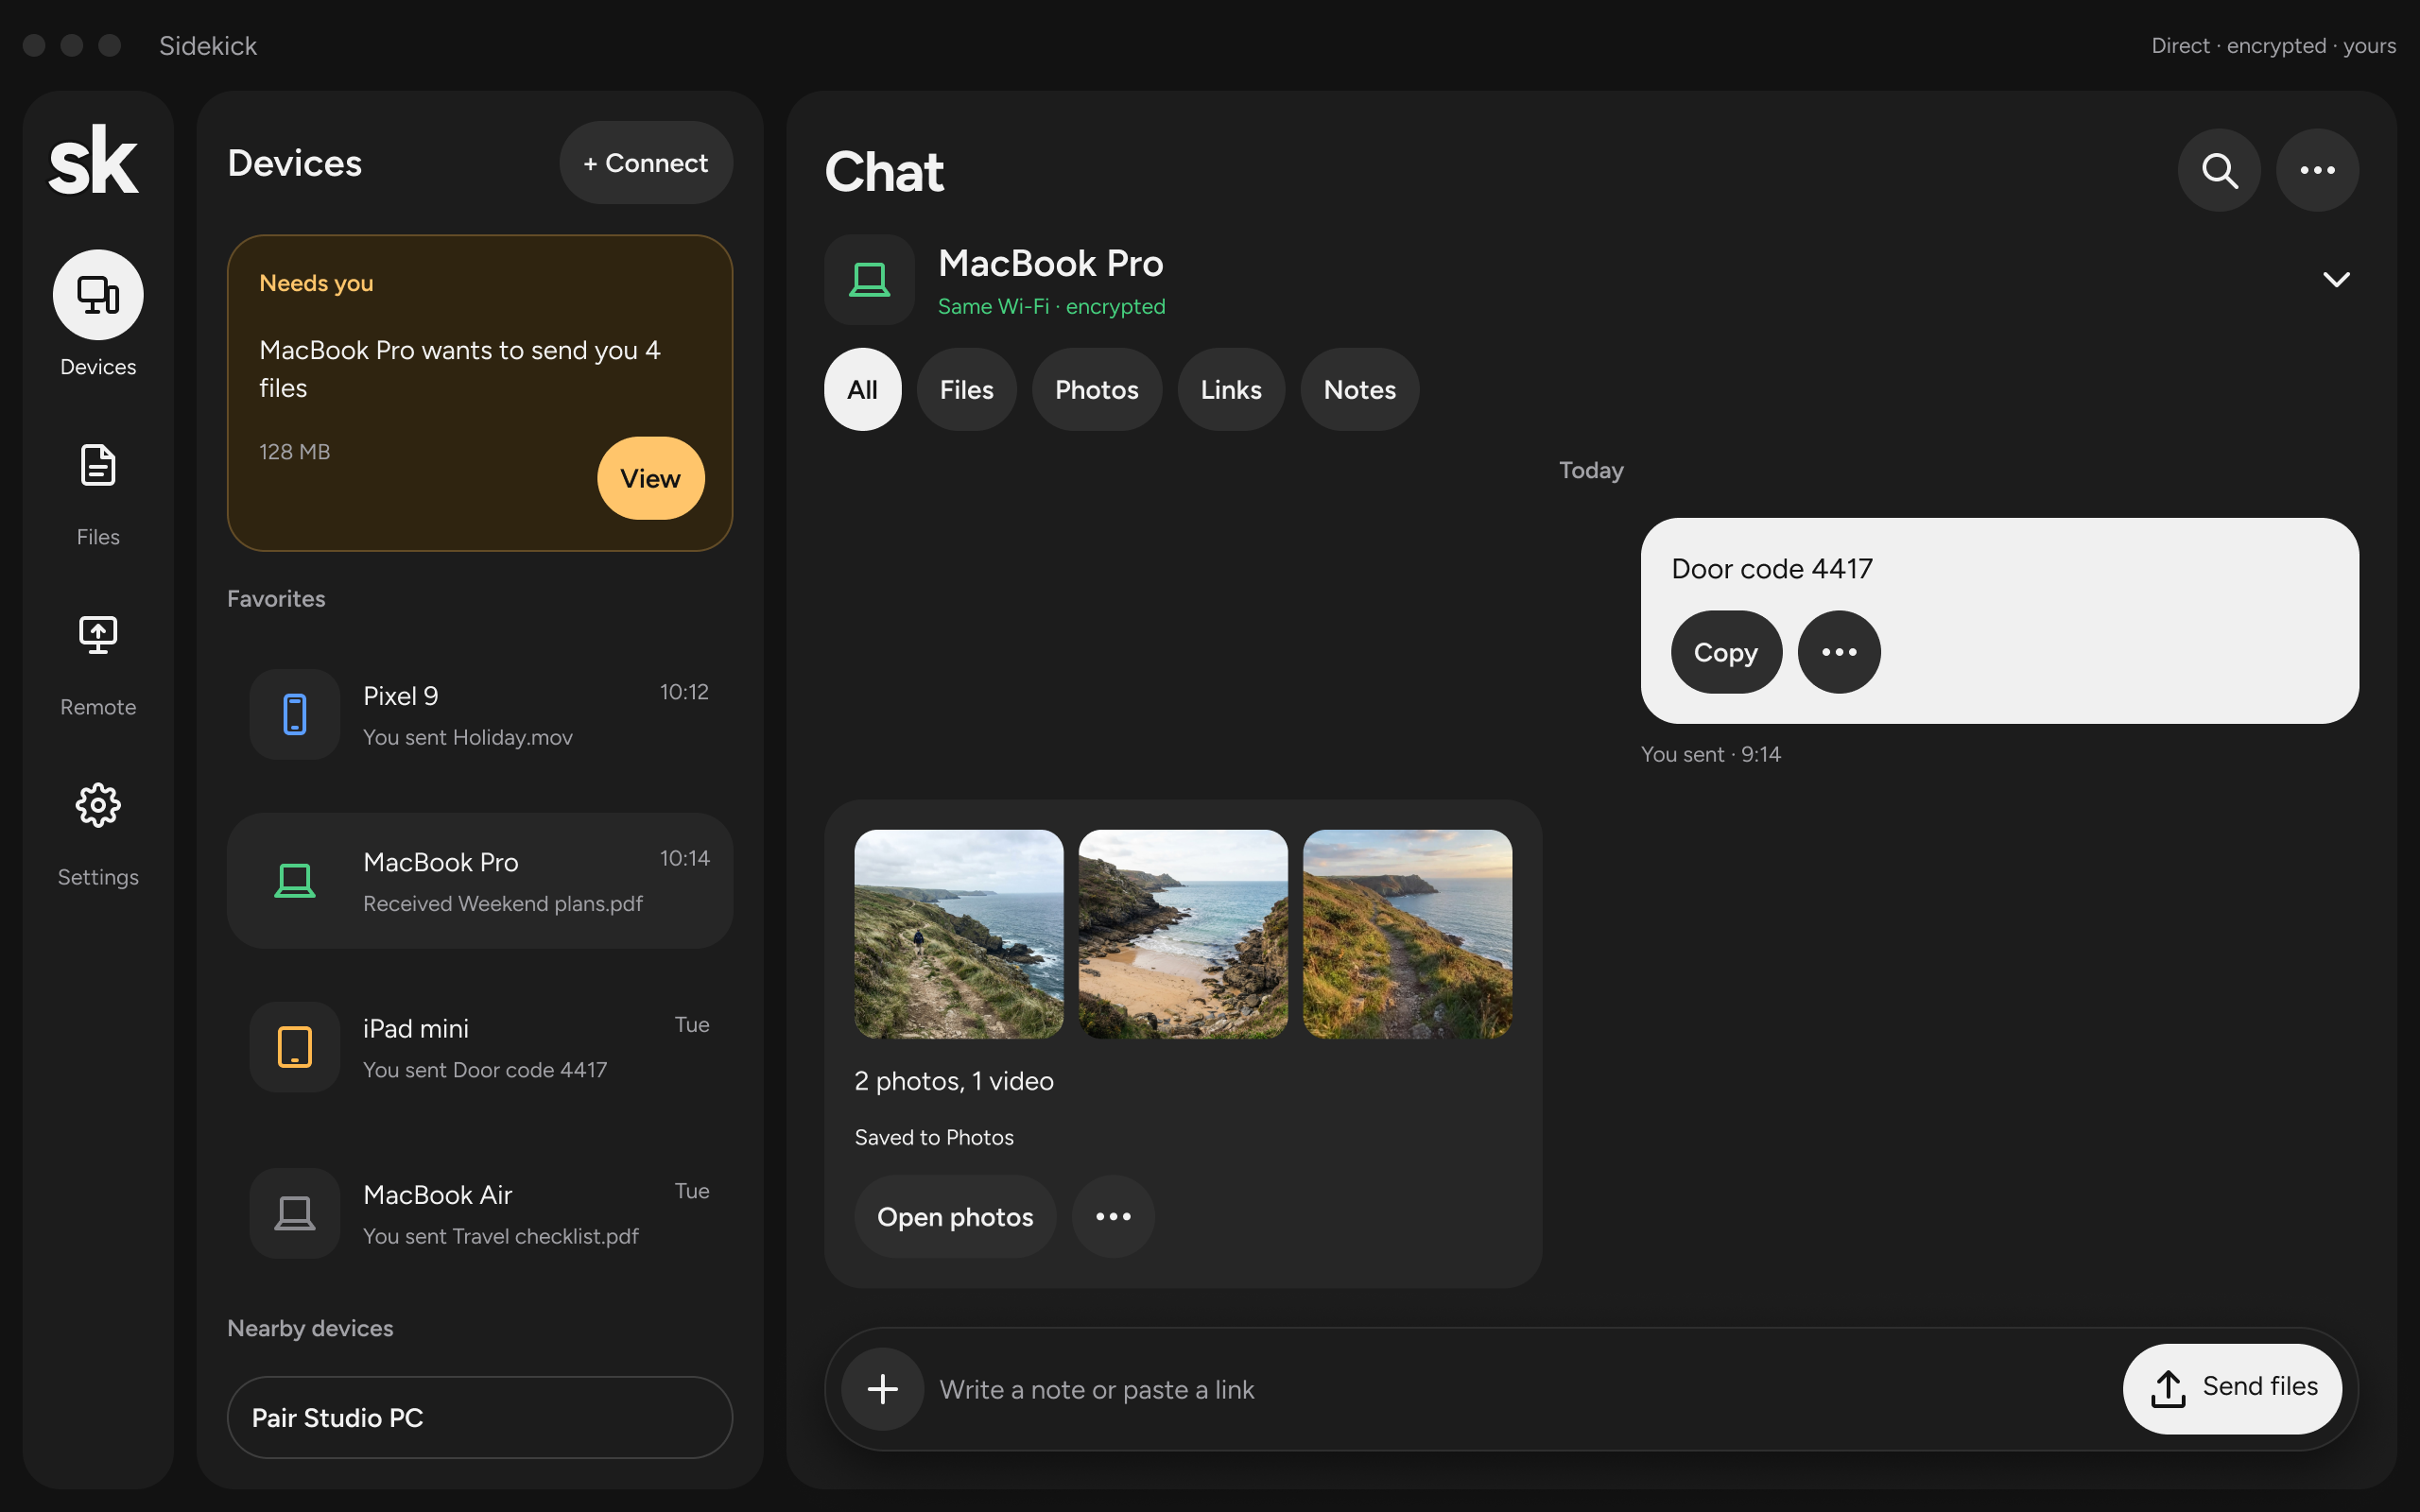 Sidekick
Direct · encrypted · yours
sk
Devices
Files
Remote
Settings
Devices
+ Connect
Needs you
MacBook Pro wants to send you 4
files
128 MB
View
Favorites
Pixel 9
10:12
You sent Holiday.mov
MacBook Pro
10:14
Received Weekend plans.pdf
iPad mini
Tue
You sent Door code 4417
MacBook Air
Tue
You sent Travel checklist.pdf
Nearby devices
Pair Studio PC
Chat
MacBook Pro
Same Wi-Fi · encrypted
All
Files
Photos
Links
Notes
Today
Door code 4417
Copy
You sent · 9:14
2 photos, 1 video
Saved to Photos
Open photos
Write a note or paste a link
Send files